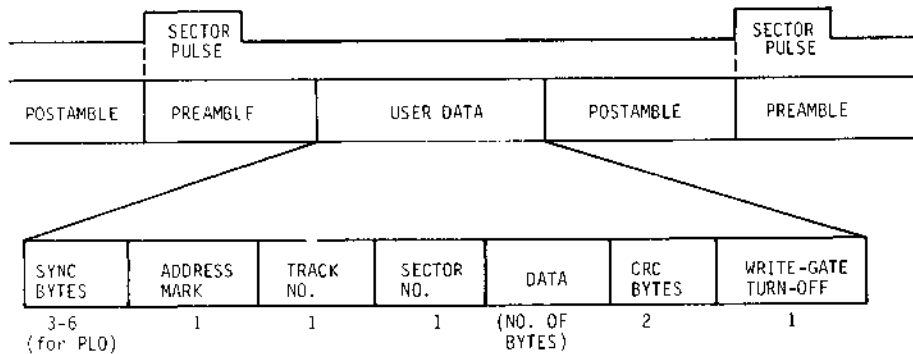 SECTOR PULSE
SECTOR PULSE
POSTAMBLE
PREAMBLE
USER DATA
POSTAMBLE
PREAMBLE
SYNC BYTES
ADDRESS MARK
TRACK NO.
SECTOR NO.
DATA
CRC BYTES
WRITE-GATE TURN-OFF
3-6 (for PLO)
1
1
1
(NO. OF BYTES)
2
1